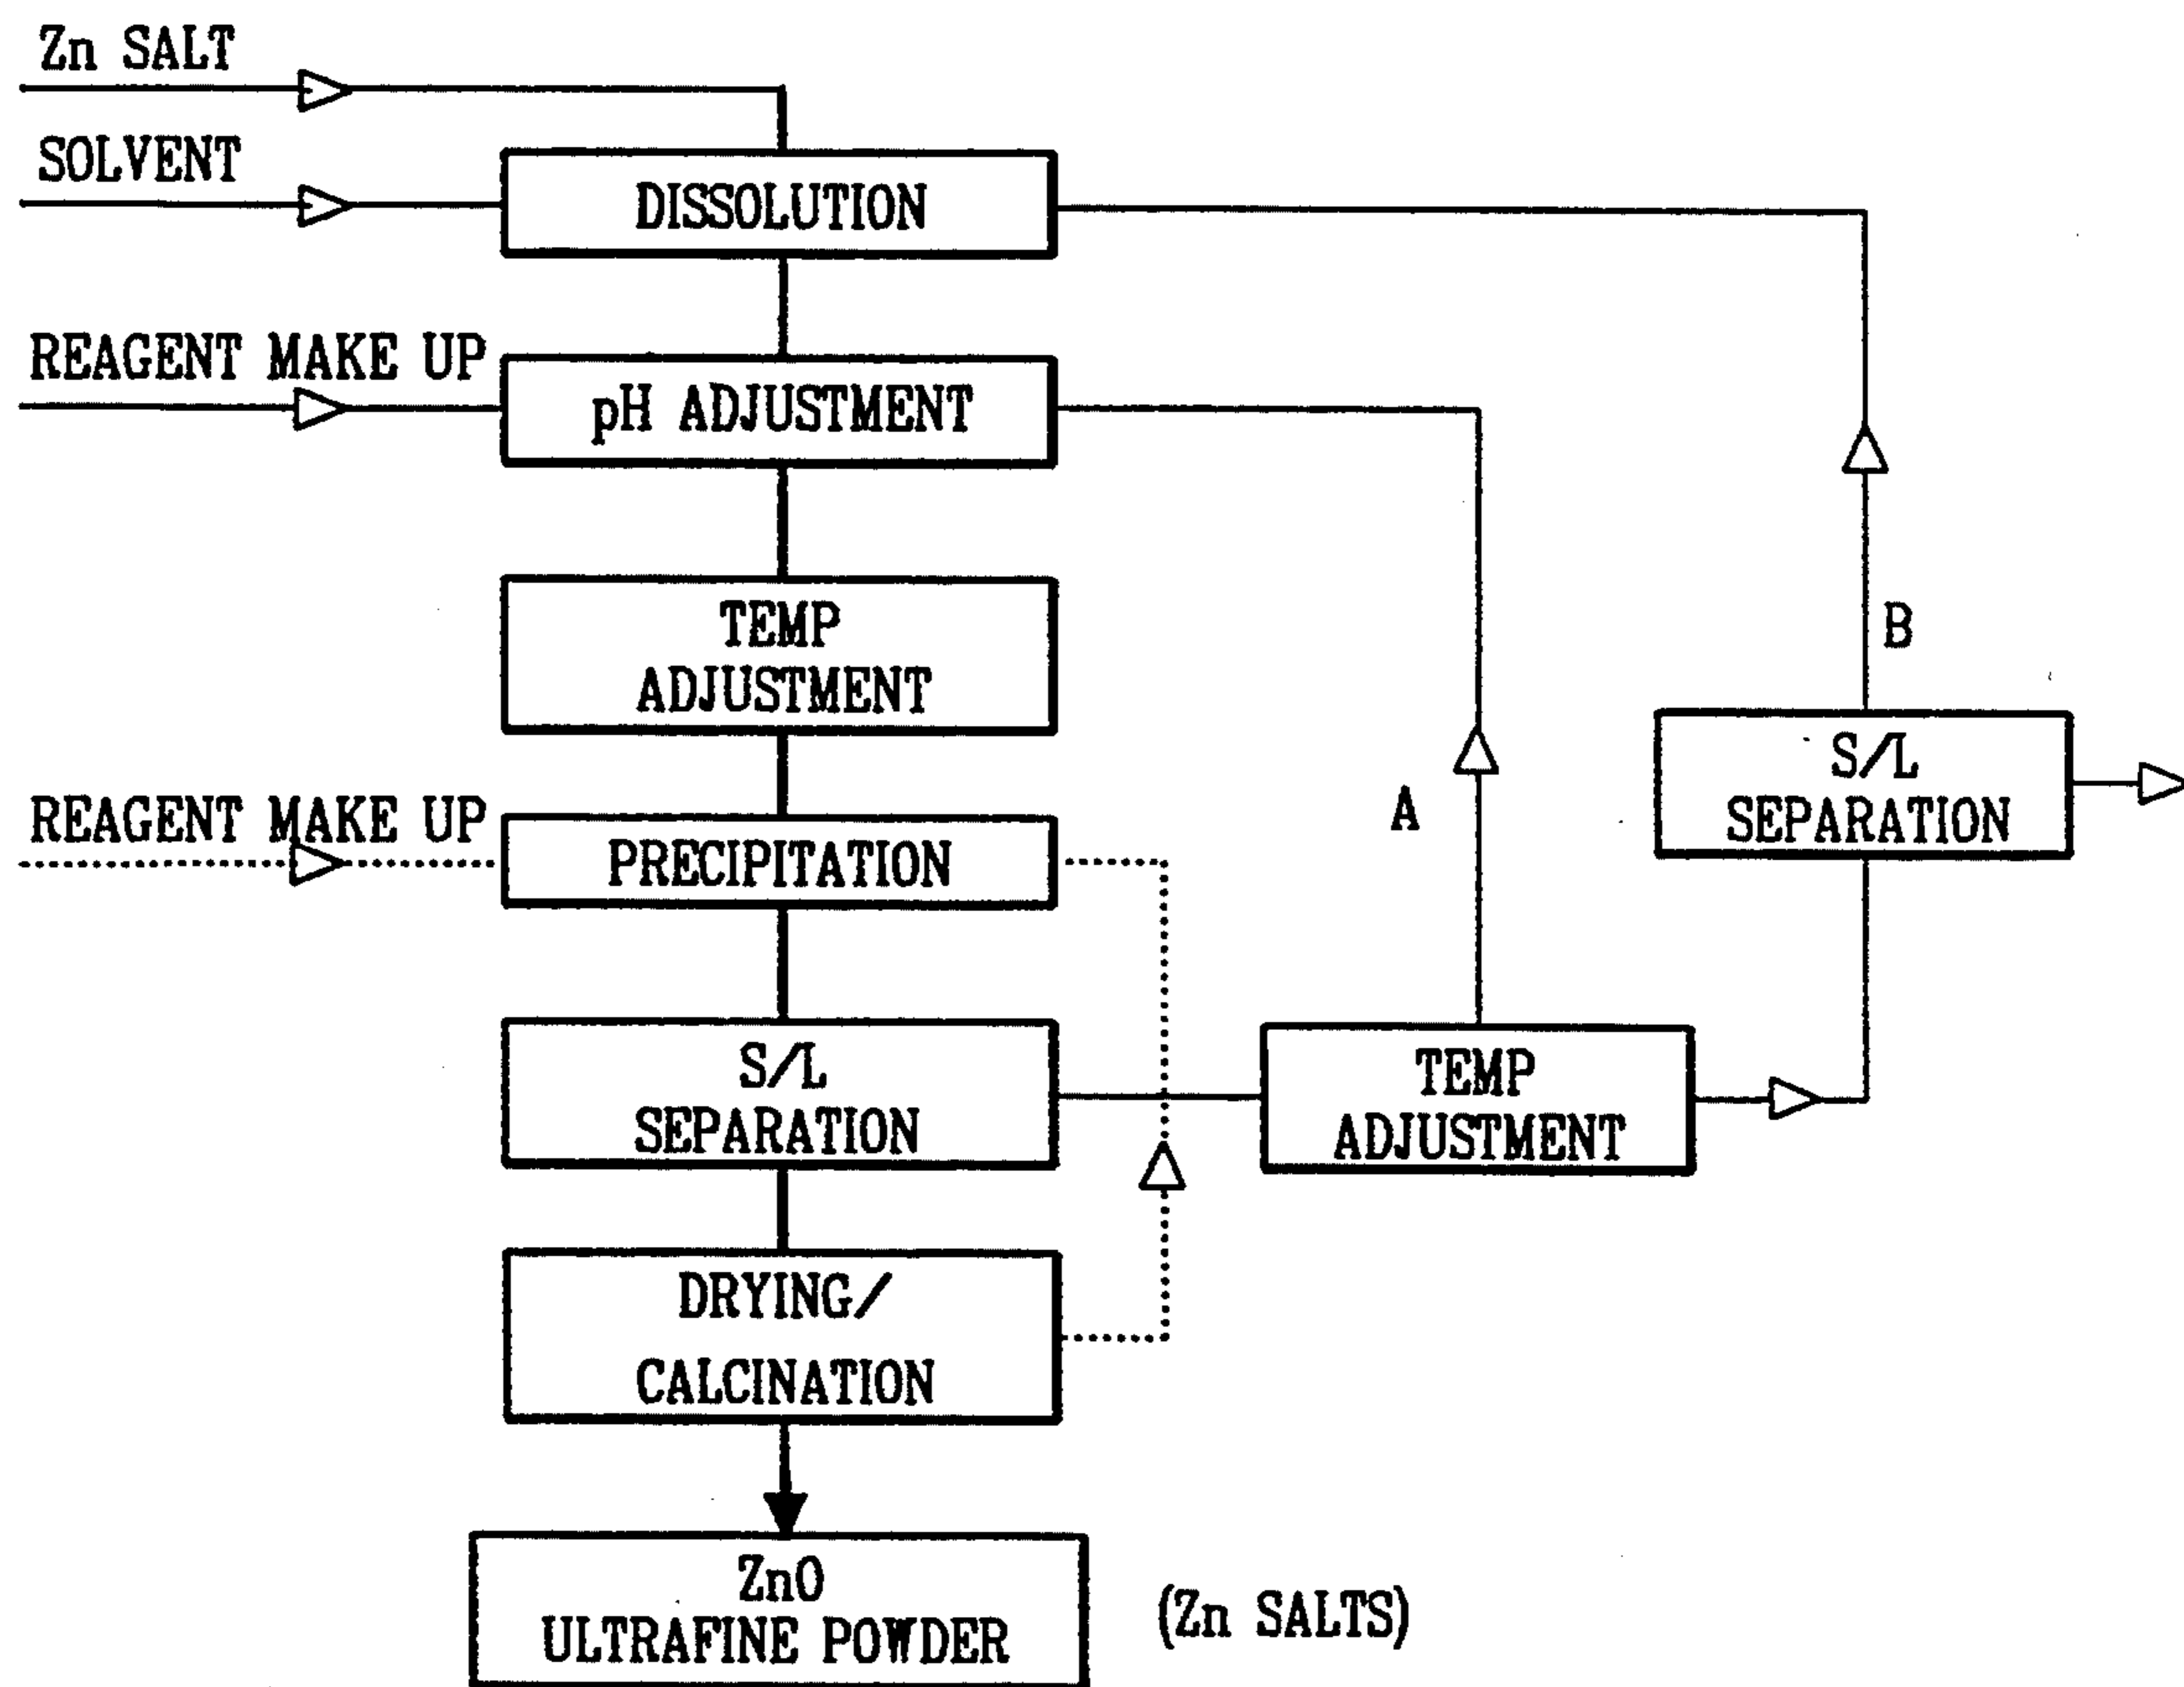 Zn SALT
SOLVENT
DISSOLUTION
REAGENT MAKE UP
pH ADJUSTMENT
TEMP
ADJUSTMENT
B
S/L
SEPARATION
A
REAGENT MAKE UP
PRECIPITATION
S/L
SEPARATION
TEMP
ADJUSTMENT
DRYING/
CALCINATION
ZnO
ULTRAFINE POWDER
(Zn SALTS)